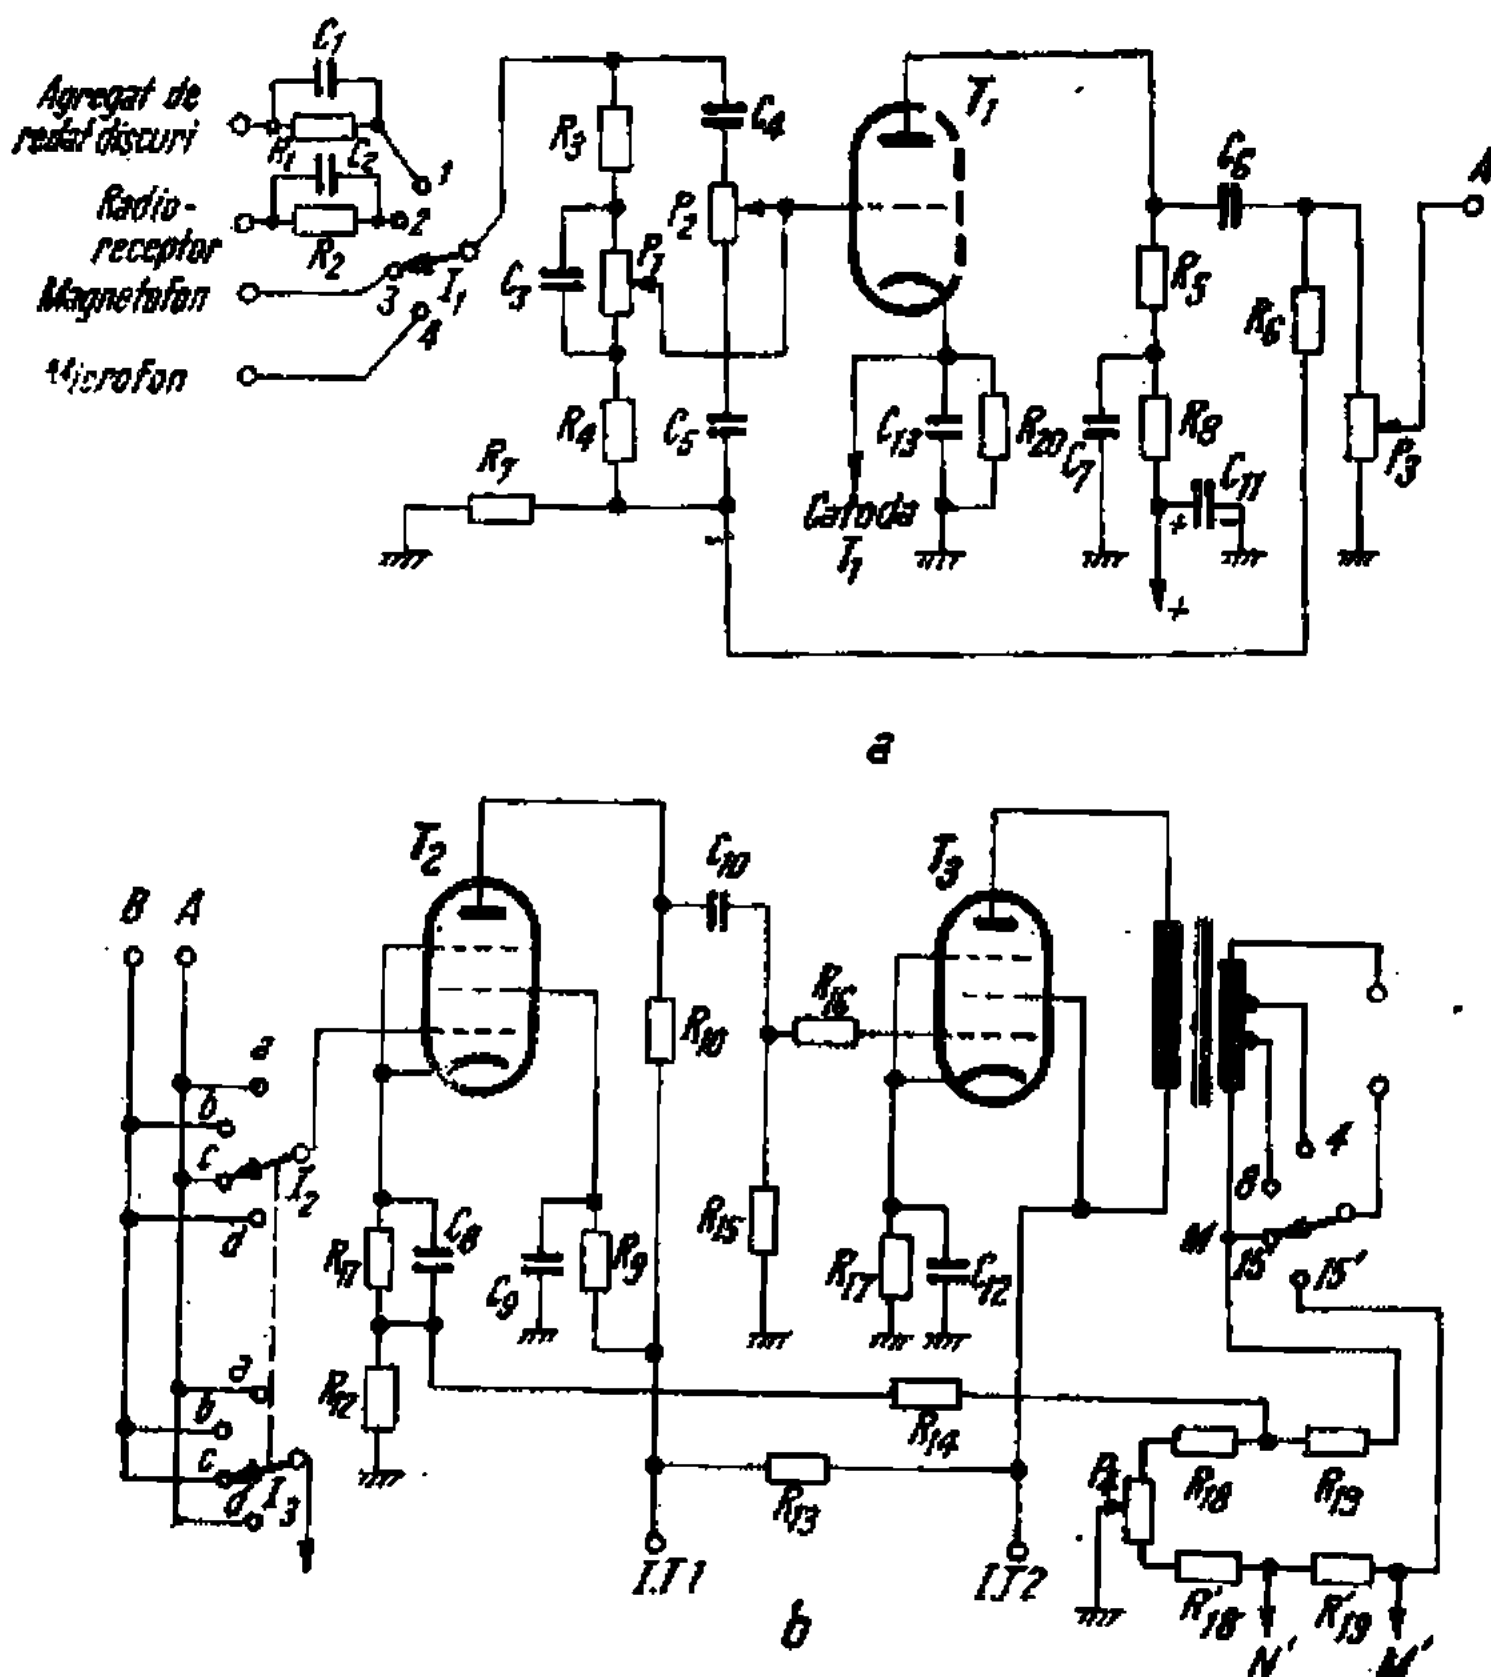 C1
Agregat de
redat discuri
R1
C2
1
Radio-
receptor
R2
2
Magnetofon
3
I1
4
Microfon
R3
C4
P2
P1
C3
R4
C5
R7
T1
C6
A
R5
R6
C13
R20
C7
R8
C11
P3
Catoda
T1
+
+
a
T2
C10
T3
B
A
a
b
c
I2
d
R10
R16
R11
C8
C9
R9
R15
R17
C12
4
8
M
15
15'
a
b
c
d
I3
R12
R14
R13
P4
R18
R19
I.T1
I.T2
R'18
R'19
b
N'
M'